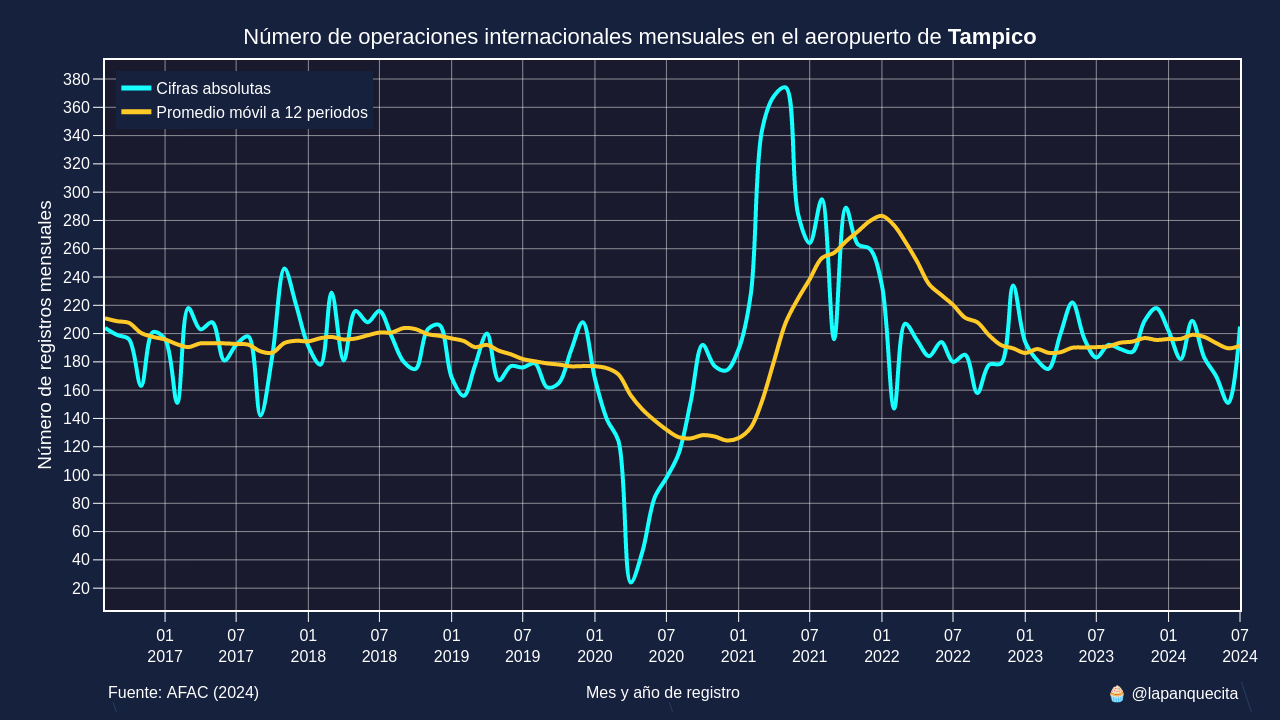 Número de operaciones internacionales mensuales en el aeropuerto de Tampico
Cifras absolutas
Promedio móvil a 12 periodos
Número de registros mensuales
380
360
340
320
300
280
260
240
220
200
180
160
140
120
100
80
60
40
20
01 07 01 07 01 07 01 07 01 07 01 07 01 07 01 07
2017 2017 2018 2018 2019 2019 2020 2020 2021 2021 2022 2022 2023 2023 2024 2024
Fuente: AFAC (2024) Mes y año de registro 🧁 @lapanquecita